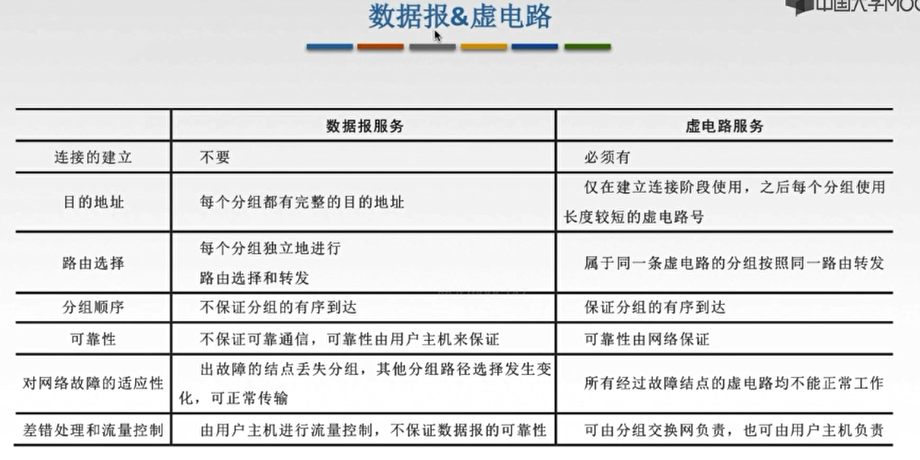 中国大学MOO
数据报&虚电路
数据报服务 虚电路服务
连接的建立 不要 必须有
目的地址 每个分组都有完整的目的地址 仅在建立连接阶段使用，之后每个分组使用
长度较短的虚电路号
路由选择 每个分组独立地进行
路由选择和转发 属于同一条虚电路的分组按照同一路由转发
分组顺序 不保证分组的有序到达 保证分组的有序到达
可靠性 不保证可靠通信，可靠性由用户主机来保证 可靠性由网络保证
对网络故障的适应性 出故障的结点丢失分组，其他分组路径选择发生变
化，可正常传输 所有经过故障结点的虚电路均不能正常工作
差错处理和流量控制 由用户主机进行流量控制，不保证数据报的可靠性 可由分组交换网负责，也可由用户主机负责